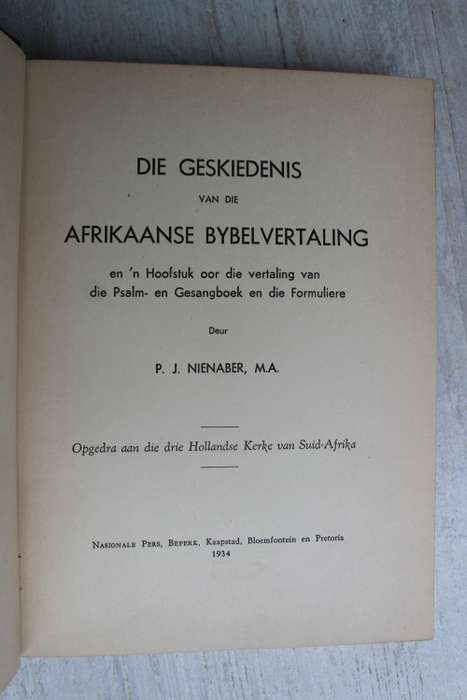 DIE GESKIEDENIS
VAN DIE
AFRIKAANSE BYBELVERTALING
en 'n Hoofstuk oor die vertaling van
die Psalm- en Gesangboek en die Formuliere
Deur
P. J. NIENABER, M.A.
Opgedra aan die drie Hollandse Kerke van Suid-Afrika
NASIONALE PERS, BEPERK, Kaapstad, Bloemfontein en Pretoria
1934